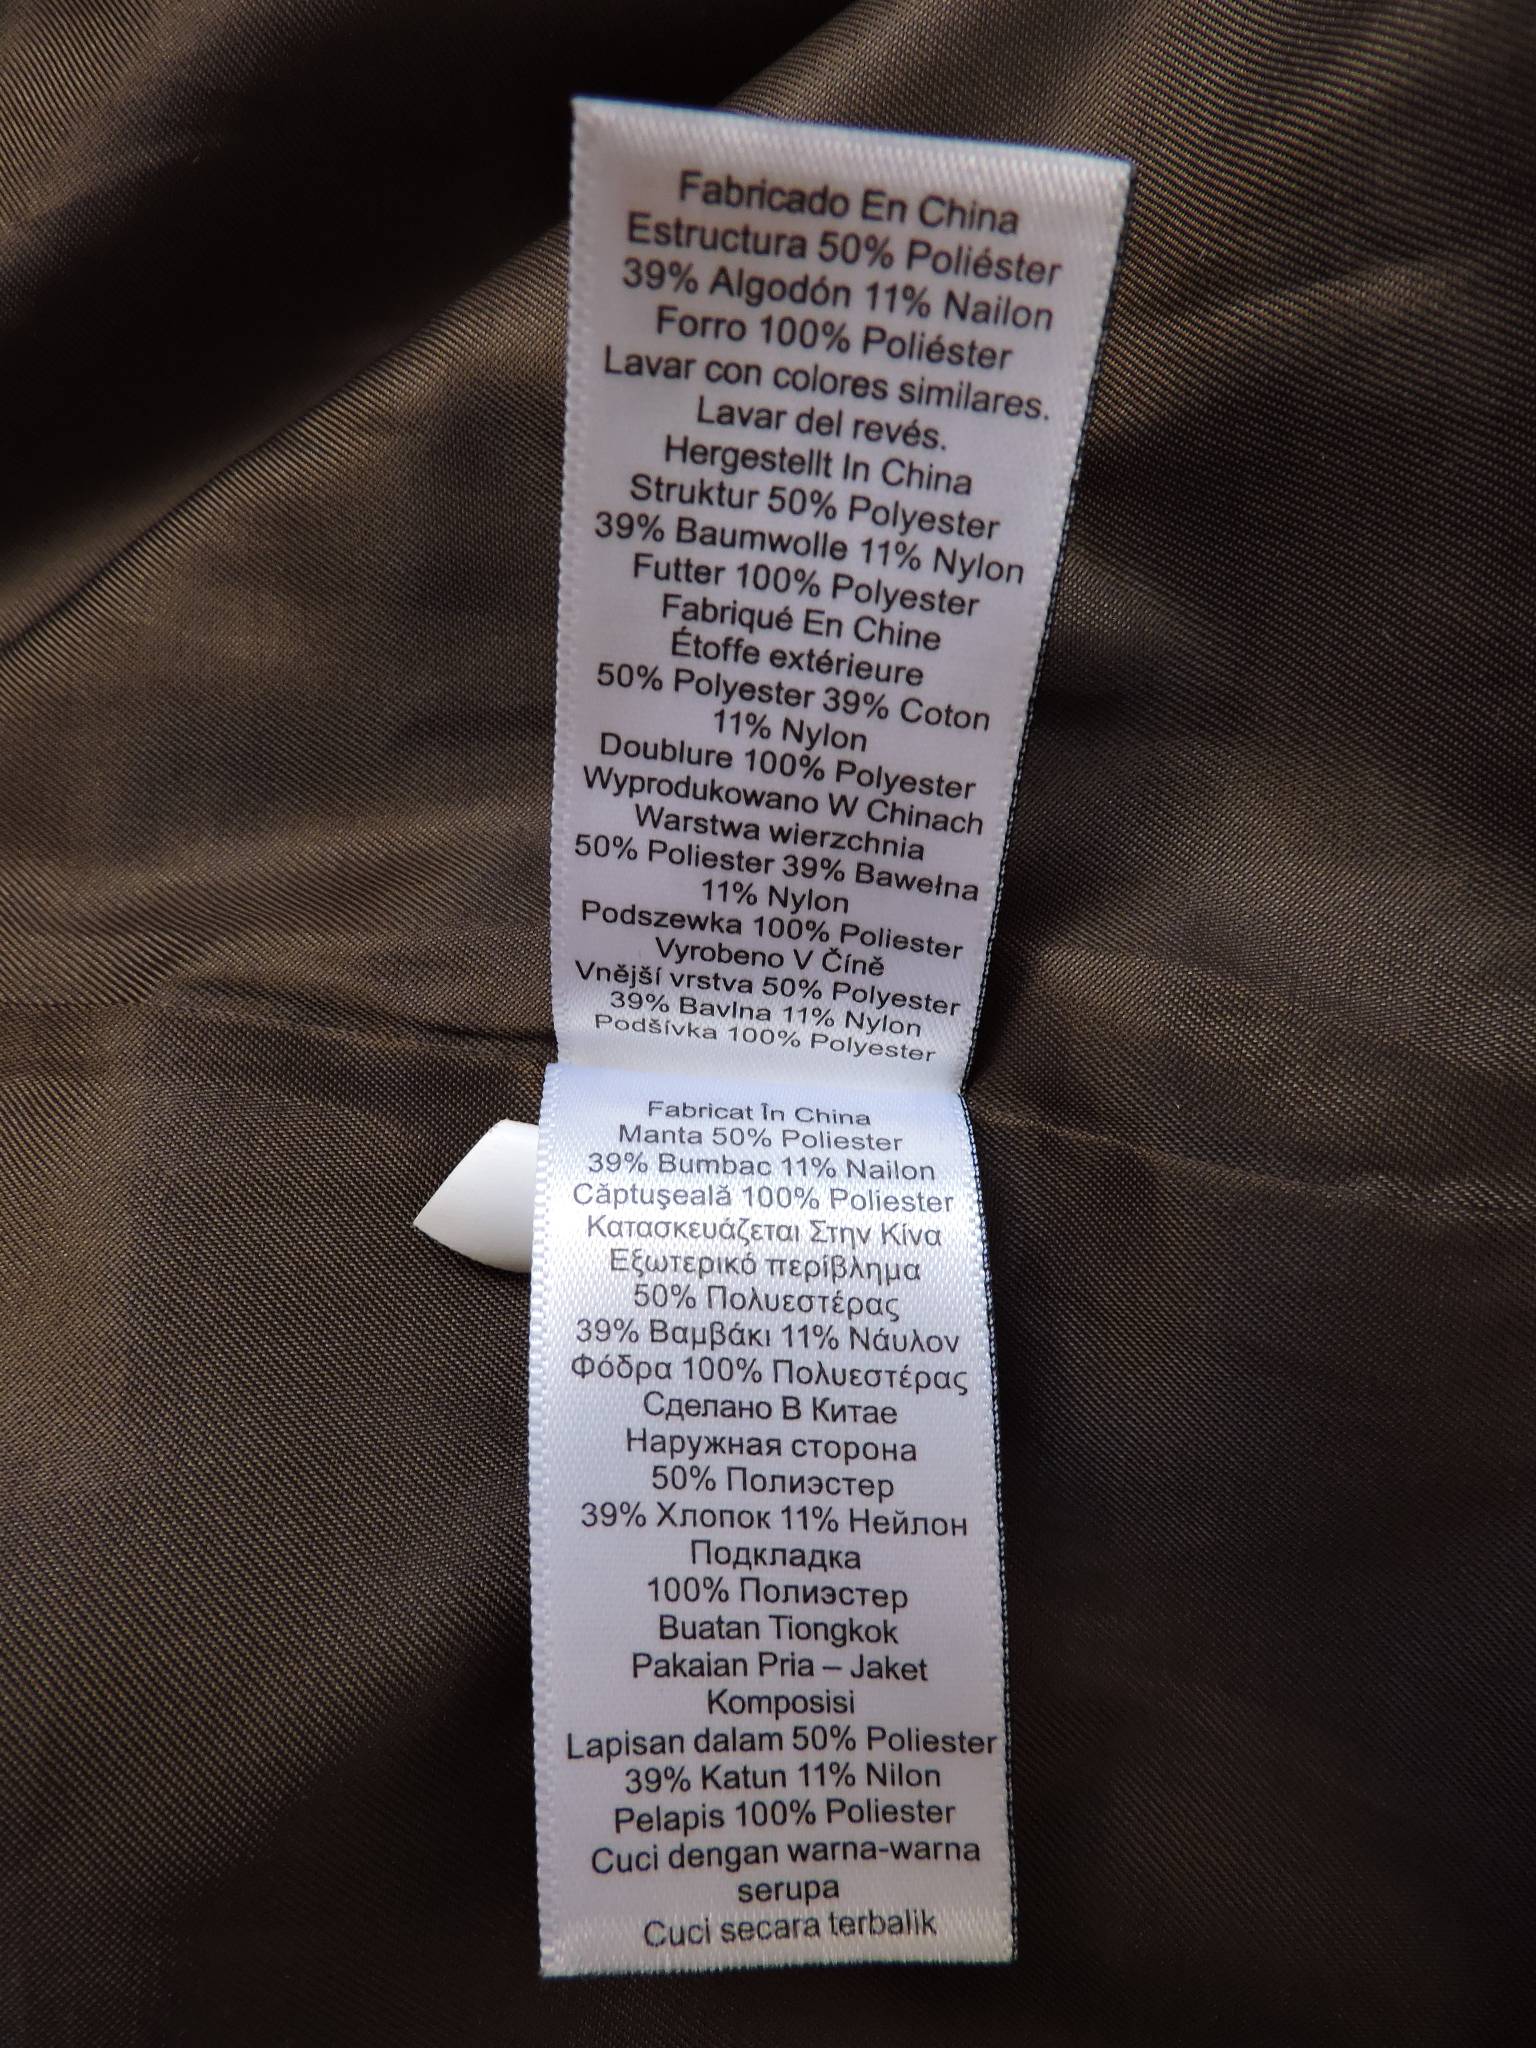 Fabricado En China
Estructura 50% Poliéster
39% Algodón 11% Nailon
Forro 100% Poliéster
Lavar con colores similares.
Lavar del revés.
Hergestellt In China
Struktur 50% Polyester
39% Baumwolle 11% Nylon
Futter 100% Polyester
Fabriqué En Chine
Étoffe extérieure
50% Polyester 39% Coton
11% Nylon
Doublure 100% Polyester
Wyprodukowano W Chinach
Warstwa wierzchnia
50% Poliester 39% Bawełna
11% Nylon
Podszewka 100% Poliester
Vyrobeno V Číně
Vnější vrstva 50% Polyester
39% Bavlna 11% Nylon
Podšívka 100% Polyester
Fabricat În China
Manta 50% Poliester
39% Bumbac 11% Nailon
Căptuşeală 100% Poliester
Κατασκευάζεται Στην Κίνα
Εξωτερικό περίβλημα
50% Πολυεστέρας
39% Βαμβάκι 11% Νάυλον
Φόδρα 100% Πολυεστέρας
Сделано В Китае
Наружная сторона
50% Полиэстер
39% Хлопок 11% Нейлон
Подкладка
100% Полиэстер
Buatan Tiongkok
Pakaian Pria – Jaket
Komposisi
Lapisan dalam 50% Poliester
39% Katun 11% Nilon
Pelapis 100% Poliester
Cuci dengan warna-warna
serupa
Cuci secara terbalik